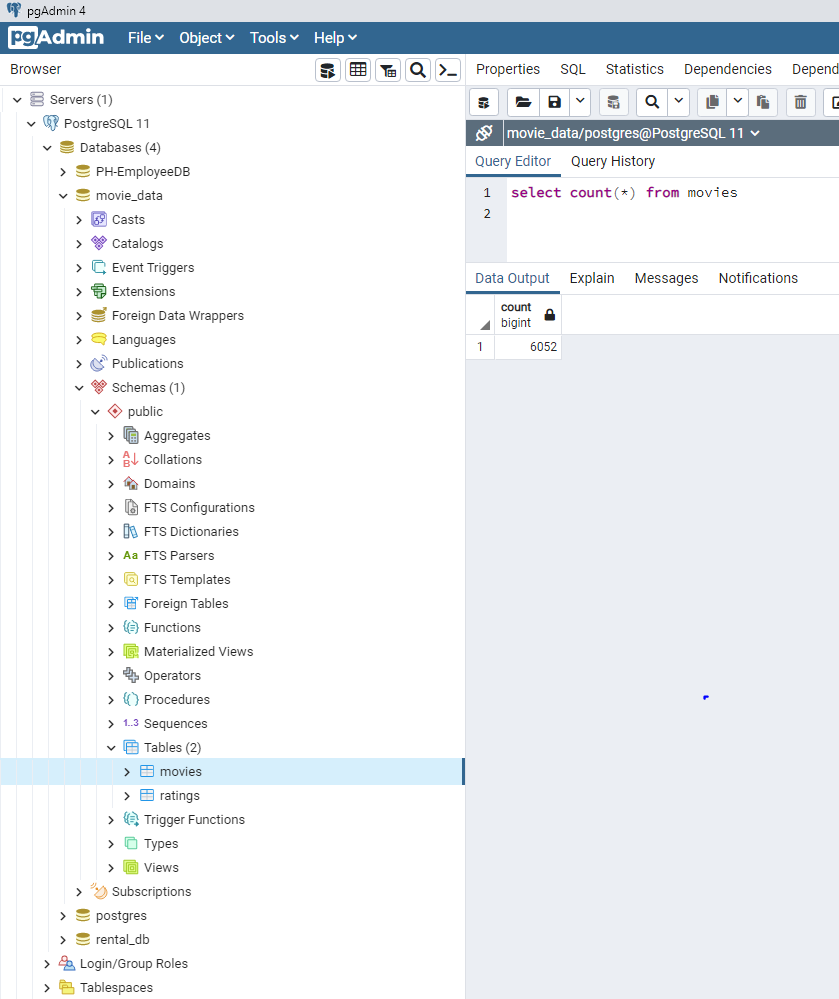 pgAdmin 4
pgAdmin File Object Tools Help
Browser
Servers (1)
PostgreSQL 11
Databases (4)
PH-EmployeeDB
movie_data
Casts
Catalogs
Event Triggers
Extensions
Foreign Data Wrappers
Languages
Publications
Schemas (1)
public
Aggregates
Collations
Domains
FTS Configurations
FTS Dictionaries
Aa FTS Parsers
FTS Templates
Foreign Tables
Functions
Materialized Views
Operators
Procedures
1..3 Sequences
Tables (2)
movies
ratings
Trigger Functions
Types
Views
Subscriptions
postgres
rental_db
Login/Group Roles
Tablespaces
Properties SQL Statistics Dependencies Depend
movie_data/postgres@PostgreSQL 11
Query Editor Query History
1 select count(*) from movies
2
Data Output Explain Messages Notifications
count
bigint
1 6052